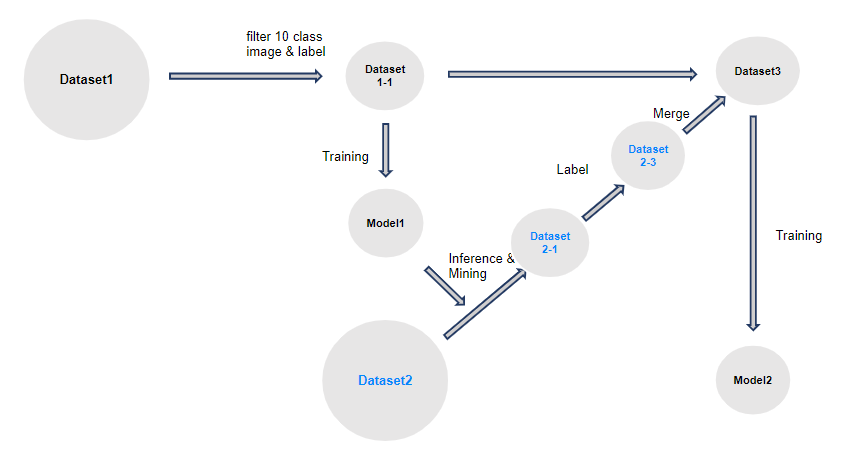 filter 10 class
image & label
Dataset1
Dataset
1-1
Dataset3
Merge
Training
Dataset
2-3
Label
Model1
Dataset
2-1
Training
Inference &
Mining
Dataset2
Model2